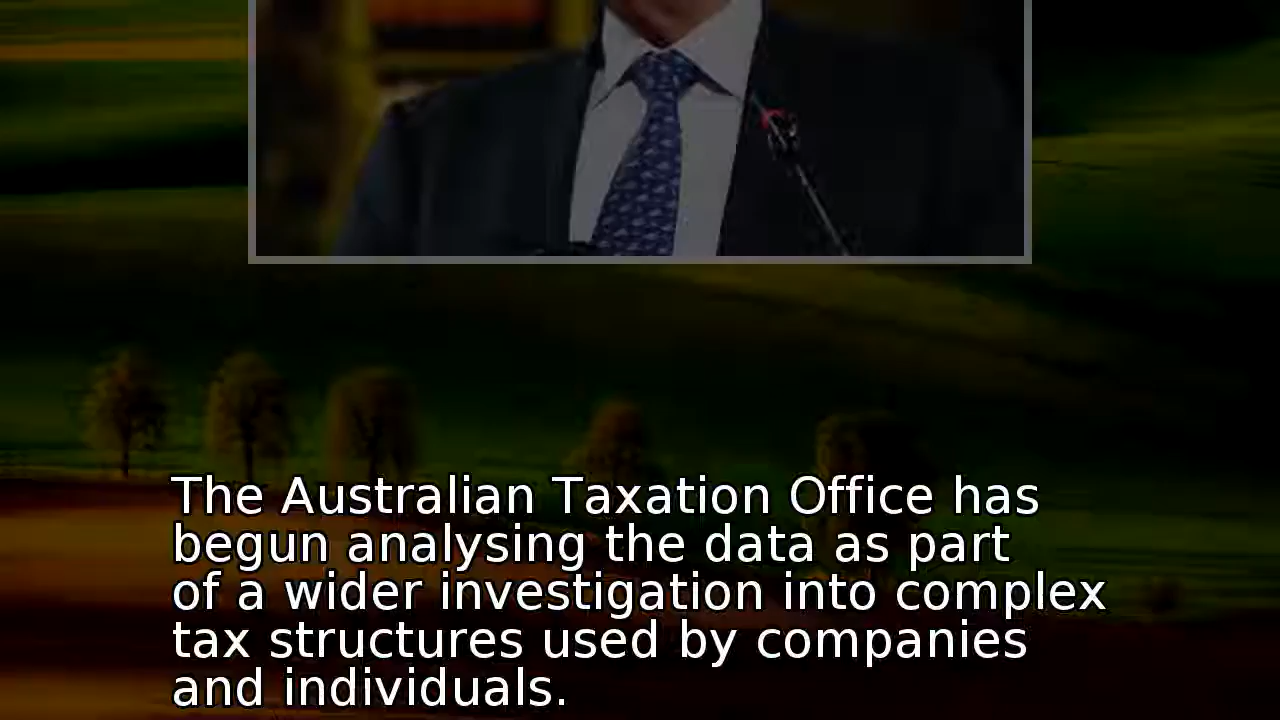 The Australian Taxation Office has
begun analysing the data as part
of a wider investigation into complex
tax structures used by companies
and individuals.